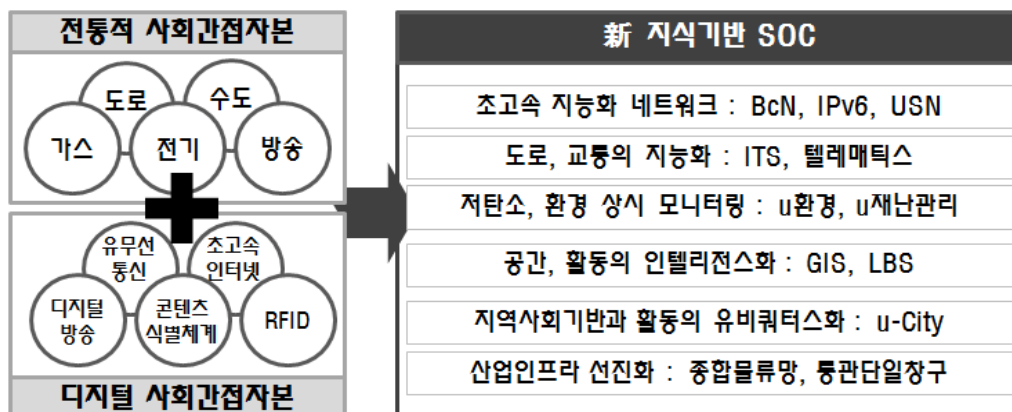 전통적 사회간접자본
도로
수도
가스
전기
방송
유무선
통신
초고속
인터넷
디지털
방송
콘텐츠
식별체계
RFID
디지털 사회간접자본
新 지식기반 SOC
초고속 지능화 네트워크 : BcN, IPv6, USN
도로, 교통의 지능화 : ITS, 텔레매틱스
저탄소, 환경 상시 모니터링 : u환경, u재난관리
공간, 활동의 인텔리전스화 : GIS, LBS
지역사회기반과 활동의 유비쿼터스화 : u-City
산업인프라 선진화 : 종합물류망, 통관단일창구